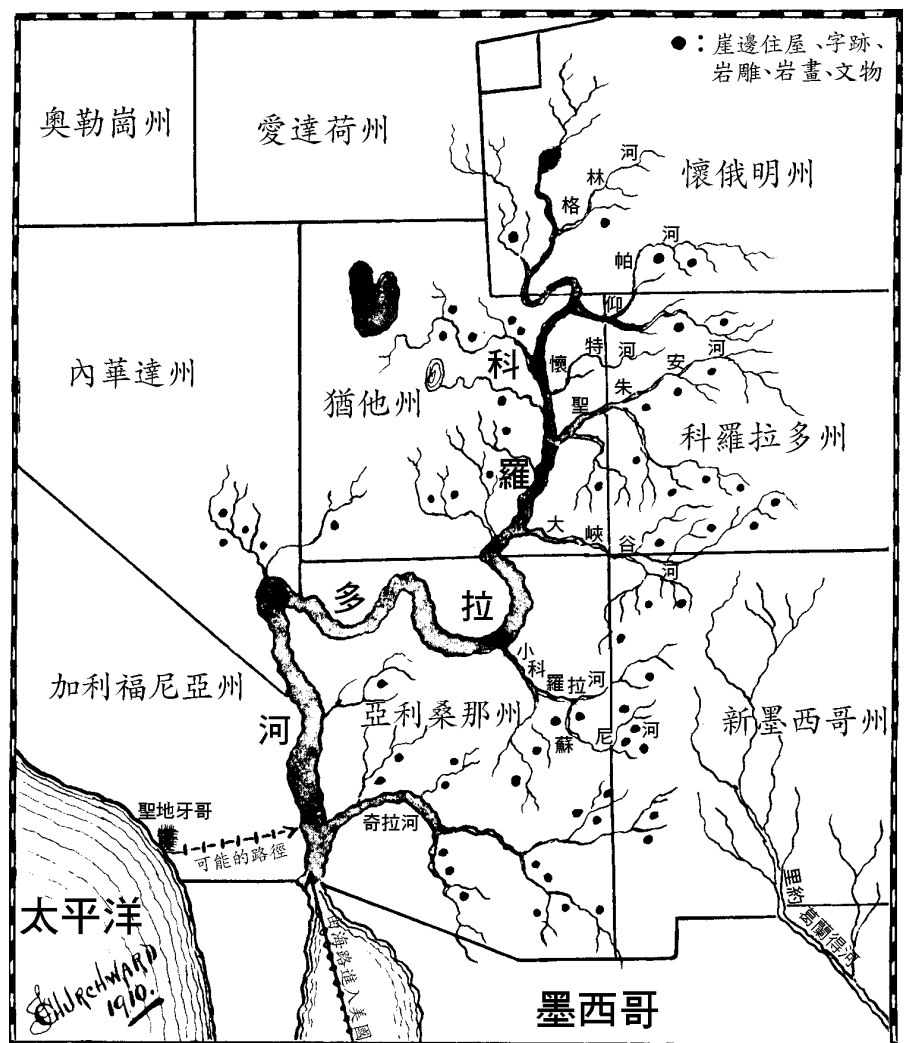 ●：崖邊住屋、字跡、
岩雕、岩畫、文物
奧勒崗州
愛達荷州
懷俄明州
格林河
帕仰河
內華達州
猶他州
科羅拉多州
懷特河
聖朱安河
大峽谷河
科羅拉多河
加利福尼亞州
亞利桑那州
新墨西哥州
小科羅拉河
蘇尼河
聖地牙哥
可能的路徑
奇拉河
里約葛蘭得河
太平洋
由海路進入美國
墨西哥
CHURCHWARD
1910.